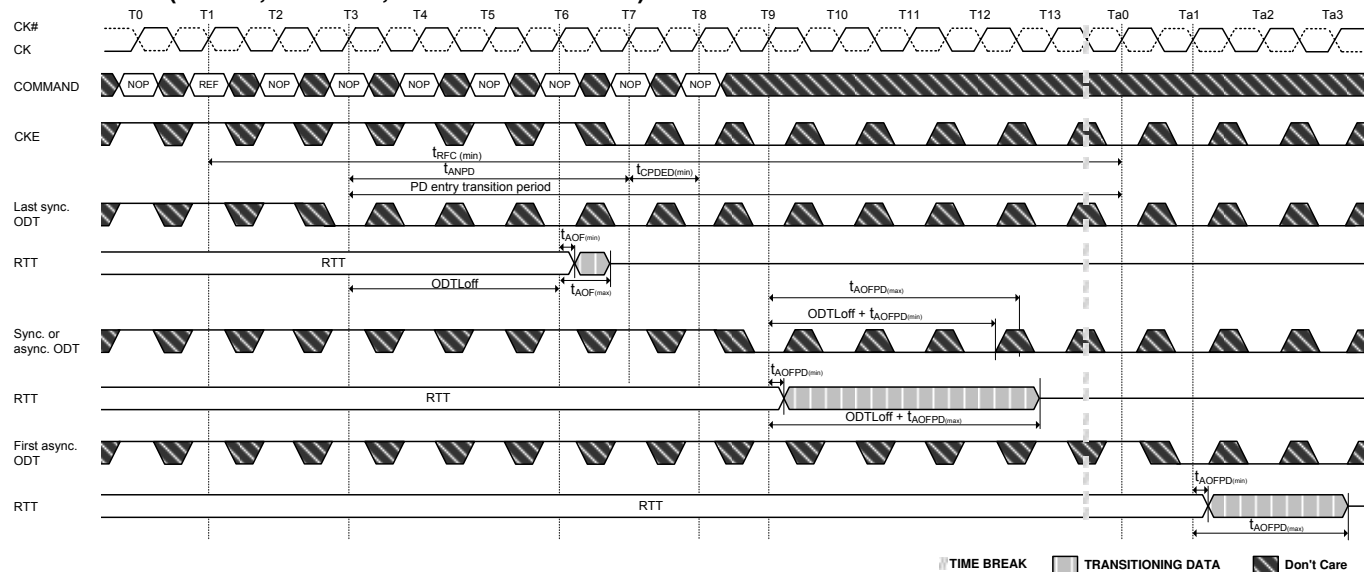 T0 T1 T2 T3 T4 T5 T6 T7 T8 T9 T10 T11 T12 T13 Ta0 Ta1 Ta2 Ta3
CK#
CK
COMMAND NOP REF NOP NOP NOP NOP NOP NOP NOP
CKE
tRFC (min)
tANPD tCPDED(min)
PD entry transition period
Last sync.
ODT
tAOF(min)
RTT RTT
ODTLoff tAOF(max)
tAOFPD(max)
ODTLoff + tAOFPD(min)
Sync. or
async. ODT
tAOFPD(min)
RTT RTT
ODTLoff + tAOFPD(max)
First async.
ODT
tAOFPD(min)
RTT RTT
tAOFPD(max)
TIME BREAK TRANSITIONING DATA Don't Care